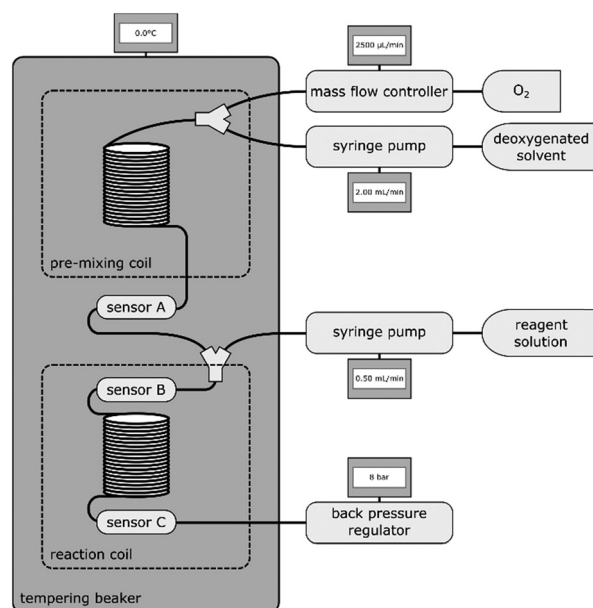 0.0°C
2500 µL/min
mass flow controller
O₂
syringe pump
deoxygenated
solvent
2.00 mL/min
pre-mixing coil
sensor A
syringe pump
reagent
solution
0.50 mL/min
sensor B
8 bar
sensor C
back pressure
regulator
reaction coil
tempering beaker